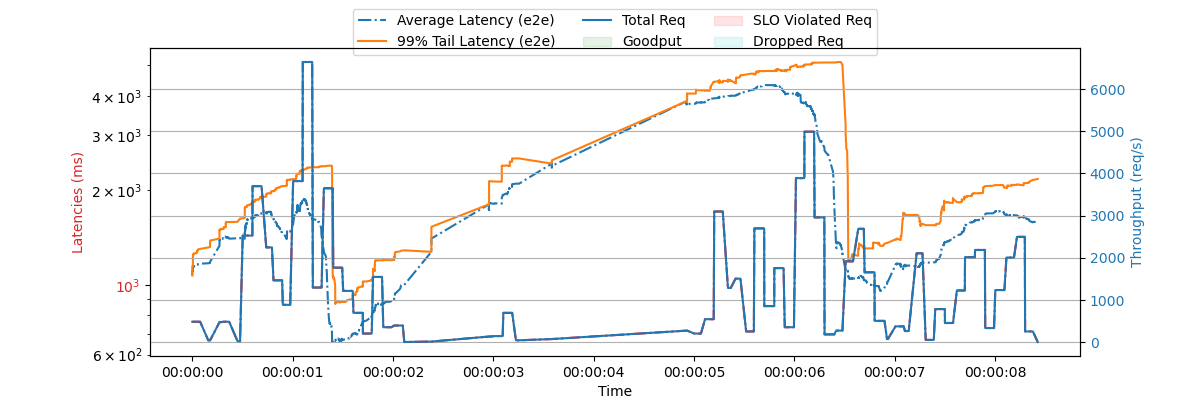 Average Latency (e2e) Total Req SLO Violated Req
99% Tail Latency (e2e) Goodput Dropped Req
4 × 10³
3 × 10³
2 × 10³
10³
6 × 10²
Latencies (ms)
6000
5000
4000
3000
2000
1000
0
Throughput (req/s)
00:00:00 00:00:01 00:00:02 00:00:03 00:00:04 00:00:05 00:00:06 00:00:07 00:00:08
Time